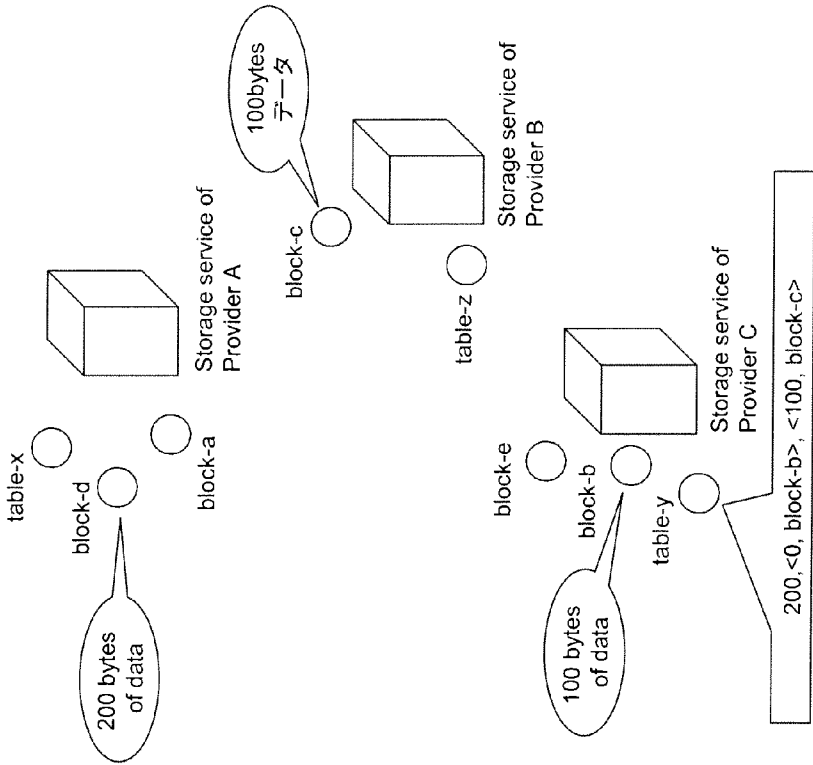 table-x
block-d
block-a
200 bytes
of data
Storage service of
Provider A
block-c
100bytes
データ
table-z
Storage service of
Provider B
block-e
block-b
table-y
100 bytes
of data
Storage service of
Provider C
200,<0, block-b>, <100, block-c>